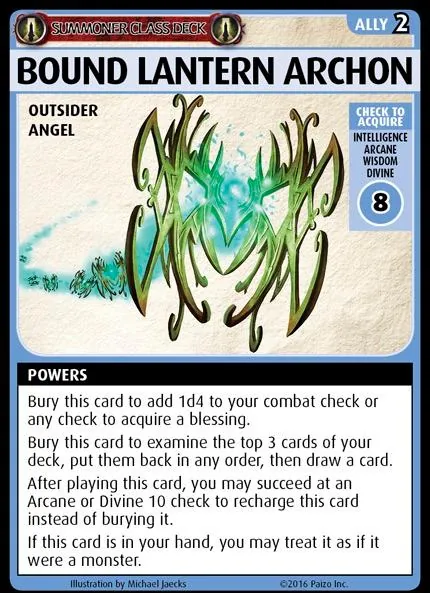 SUMMONER CLASS DECK
ALLY 2
BOUND LANTERN ARCHON
OUTSIDER
ANGEL
CHECK TO
ACQUIRE
INTELLIGENCE
ARCANE
WISDOM
DIVINE
8
POWERS
Bury this card to add 1d4 to your combat check or
any check to acquire a blessing.
Bury this card to examine the top 3 cards of your
deck, put them back in any order, then draw a card.
After playing this card, you may succeed at an
Arcane or Divine 10 check to recharge this card
instead of burying it.
If this card is in your hand, you may treat it as if it
were a monster.
Illustration by Michael Jaecks
©2016 Paizo Inc.